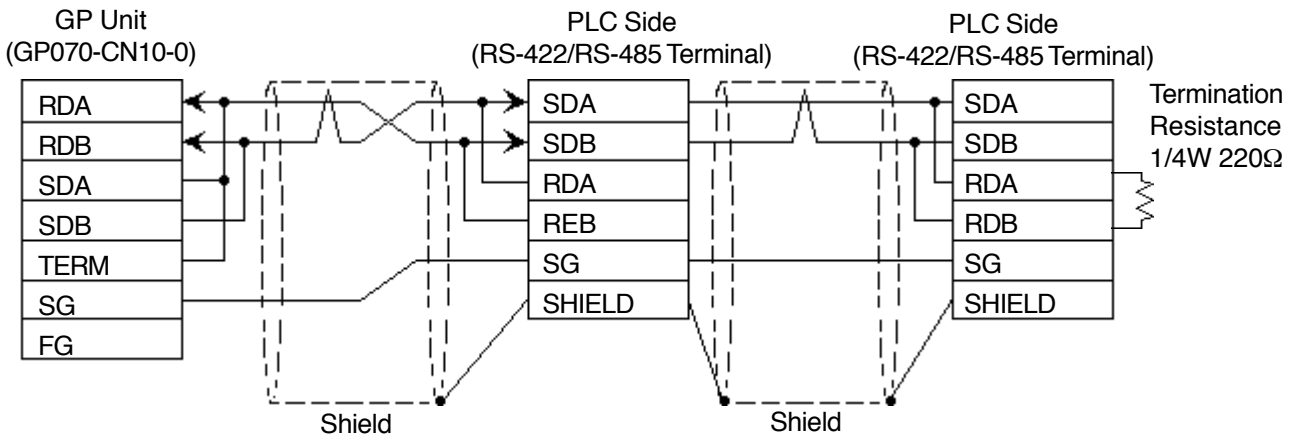 GP Unit
(GP070-CN10-0)
RDA
RDB
SDA
SDB
TERM
SG
FG
Shield
PLC Side
(RS-422/RS-485 Terminal)
SDA
SDB
RDA
REB
SG
SHIELD
Shield
PLC Side
(RS-422/RS-485 Terminal)
SDA
SDB
RDA
RDB
SG
SHIELD
Termination
Resistance
1/4W 220Ω